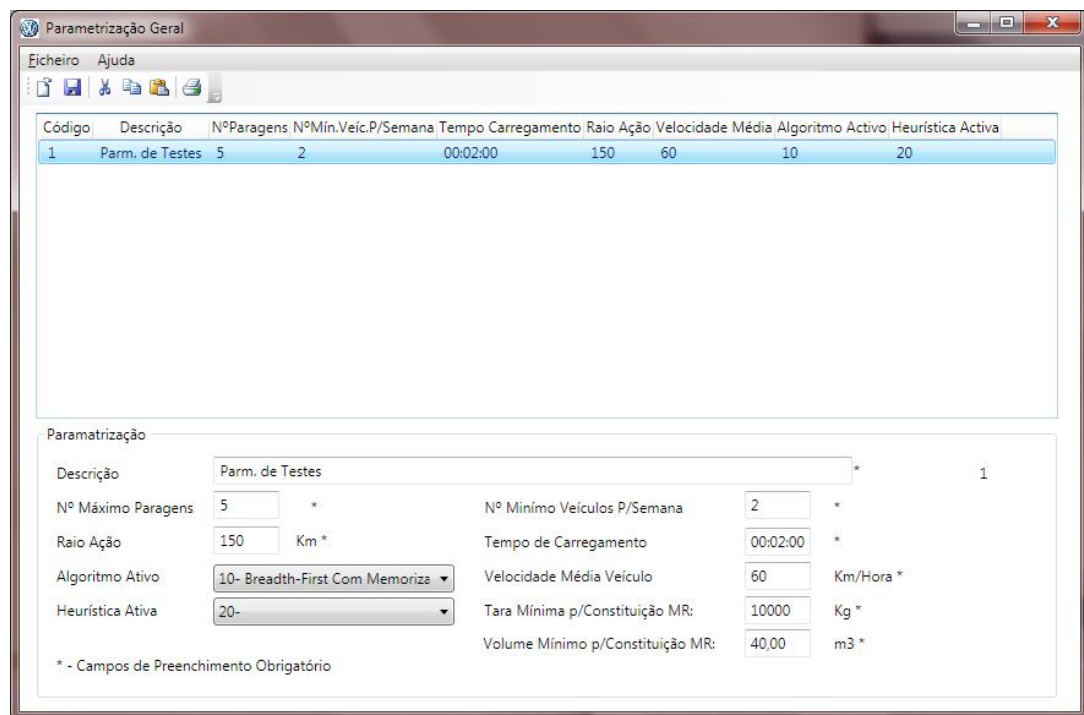 Parametrização Geral
Ficheiro Ajuda
Código Descrição NºParagens NºMín.Veíc.P/Semana Tempo Carregamento Raio Ação Velocidade Média Algoritmo Activo Heurística Activa
1 Parm. de Testes 5 2 00:02:00 150 60 10 20
Paramatrização
Descrição Parm. de Testes * 1
Nº Máximo Paragens 5 * Nº Minímo Veículos P/Semana 2 *
Raio Ação 150 Km * Tempo de Carregamento 00:02:00 *
Algoritmo Ativo 10- Breadth-First Com Memoriza Velocidade Média Veículo 60 Km/Hora *
Heurística Ativa 20- Tara Mínima p/Constituição MR: 10000 Kg *
Volume Mínimo p/Constituição MR: 40,00 m3 *
* - Campos de Preenchimento Obrigatório